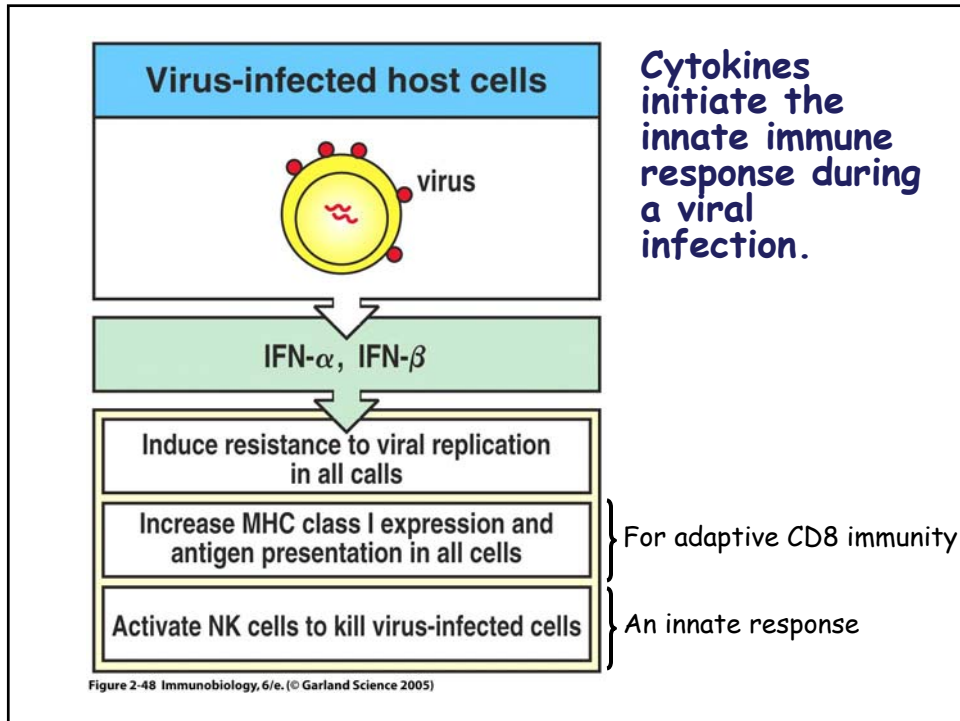 Virus-infected host cells
virus
IFN-α, IFN-β
Induce resistance to viral replication
in all calls
Increase MHC class I expression and
antigen presentation in all cells
Activate NK cells to kill virus-infected cells
Figure 2-48 Immunobiology, 6/e. (© Garland Science 2005)
Cytokines
initiate the
innate immune
response during
a viral
infection.
For adaptive CD8 immunity
An innate response